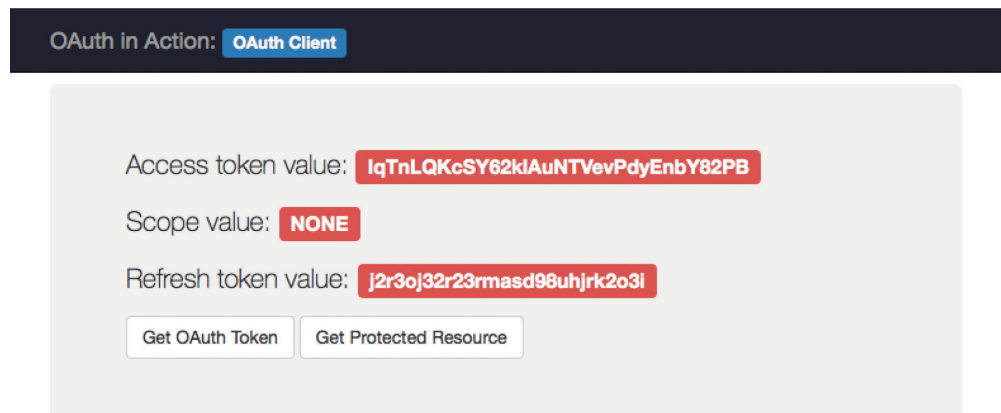 OAuth in Action: OAuth Client
Access token value: IqTnLQKcSY62klAuNTVevPdyEnbY82PB
Scope value: NONE
Refresh token value: j2r3oj32r23rmasd98uhjrk2o3i
Get OAuth Token Get Protected Resource